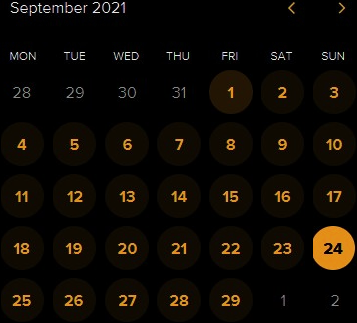 September 2021
MON TUE WED THU FRI SAT SUN
28 29 30 31 1 2 3
4 5 6 7 8 9 10
11 12 13 14 15 16 17
18 19 20 21 22 23 24
25 26 27 28 29 1 2